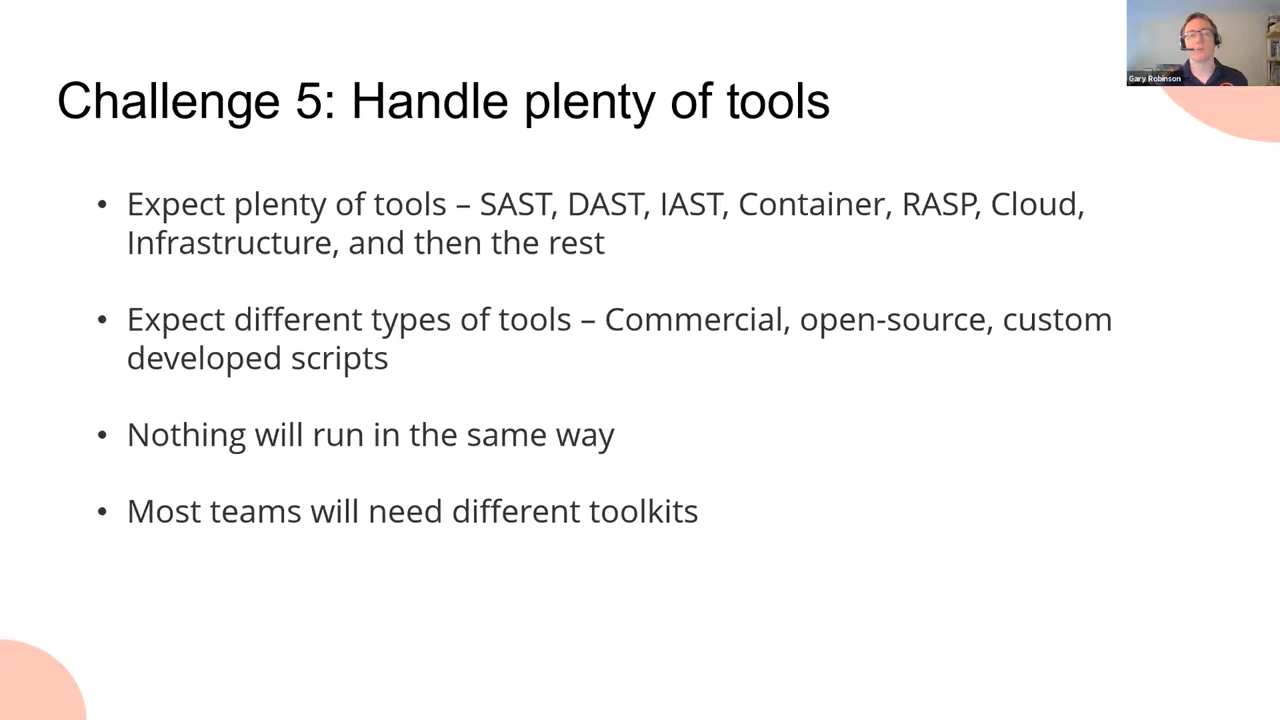 Gary Robinson
Challenge 5: Handle plenty of tools
• Expect plenty of tools – SAST, DAST, IAST, Container, RASP, Cloud,
Infrastructure, and then the rest
• Expect different types of tools – Commercial, open-source, custom
developed scripts
• Nothing will run in the same way
• Most teams will need different toolkits